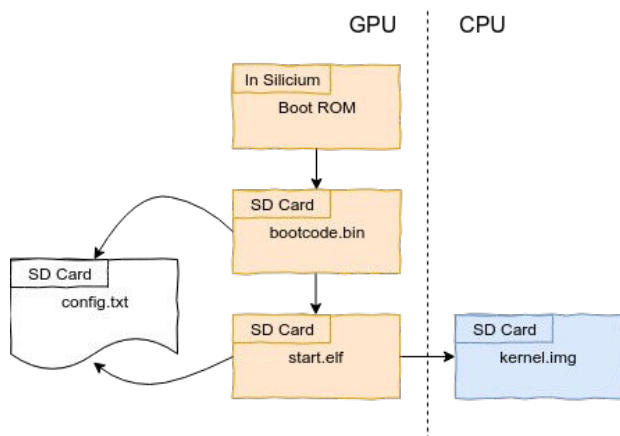 GPU
CPU
In Silicium
Boot ROM
SD Card
bootcode.bin
SD Card
config.txt
SD Card
start.elf
SD Card
kernel.img